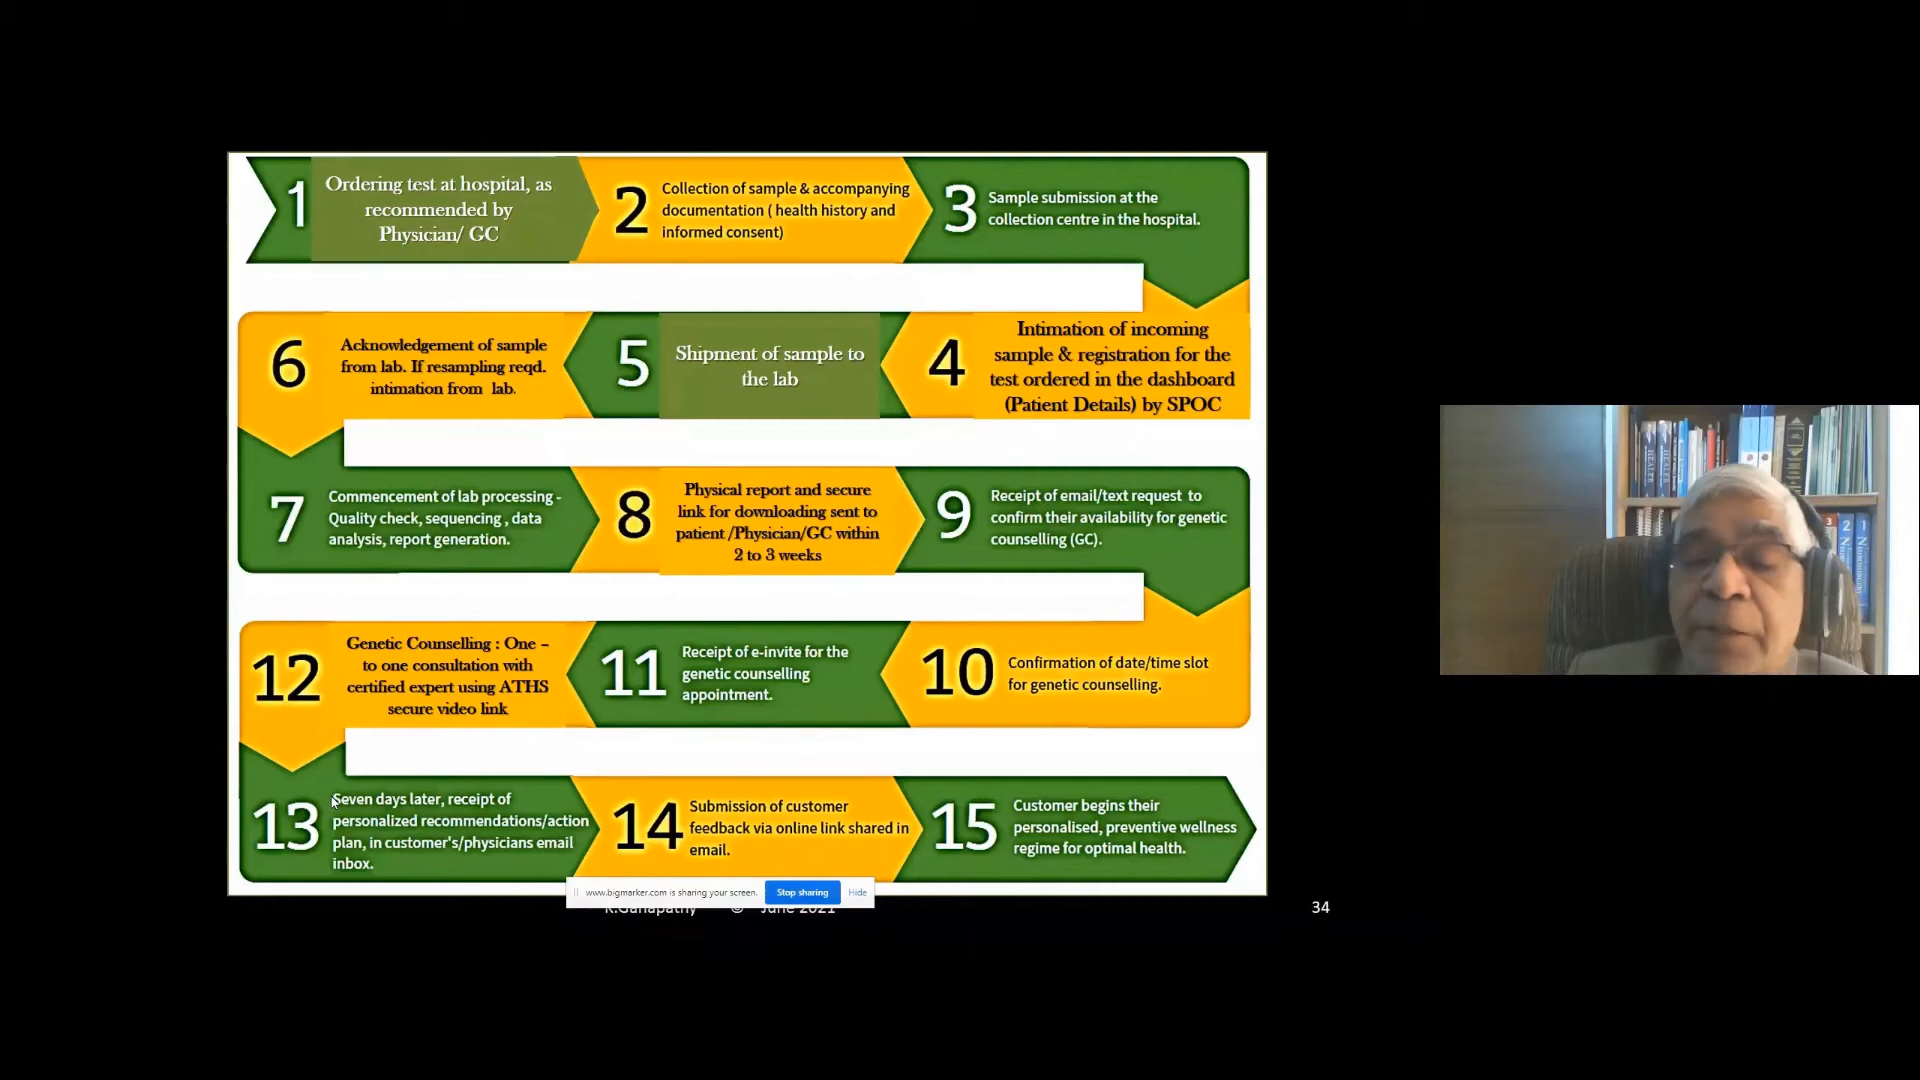 1
Ordering test at hospital, as
recommended by
Physician/ GC
2
Collection of sample & accompanying
documentation ( health history and
informed consent)
3
Sample submission at the
collection centre in the hospital.
4
Intimation of incoming
sample & registration for the
test ordered in the dashboard
(Patient Details) by SPOC
5
Shipment of sample to
the lab
6
Acknowledgement of sample
from lab. If resampling reqd.
intimation from lab.
7
Commencement of lab processing -
Quality check, sequencing , data
analysis, report generation.
8
Physical report and secure
link for downloading sent to
patient /Physician/GC within
2 to 3 weeks
9
Receipt of email/text request to
confirm their availability for genetic
counselling (GC).
10
Confirmation of date/time slot
for genetic counselling.
11
Receipt of e-invite for the
genetic counselling
appointment.
12
Genetic Counselling : One –
to one consultation with
certified expert using ATHS
secure video link
13
Seven days later, receipt of
personalized recommendations/action
plan, in customer's/physicians email
inbox.
14
Submission of customer
feedback via online link shared in
email.
15
Customer begins their
personalised, preventive wellness
regime for optimal health.
www.bigmarker.com is sharing your screen. Stop sharing Hide
K.Ganapathy © June 2021
34